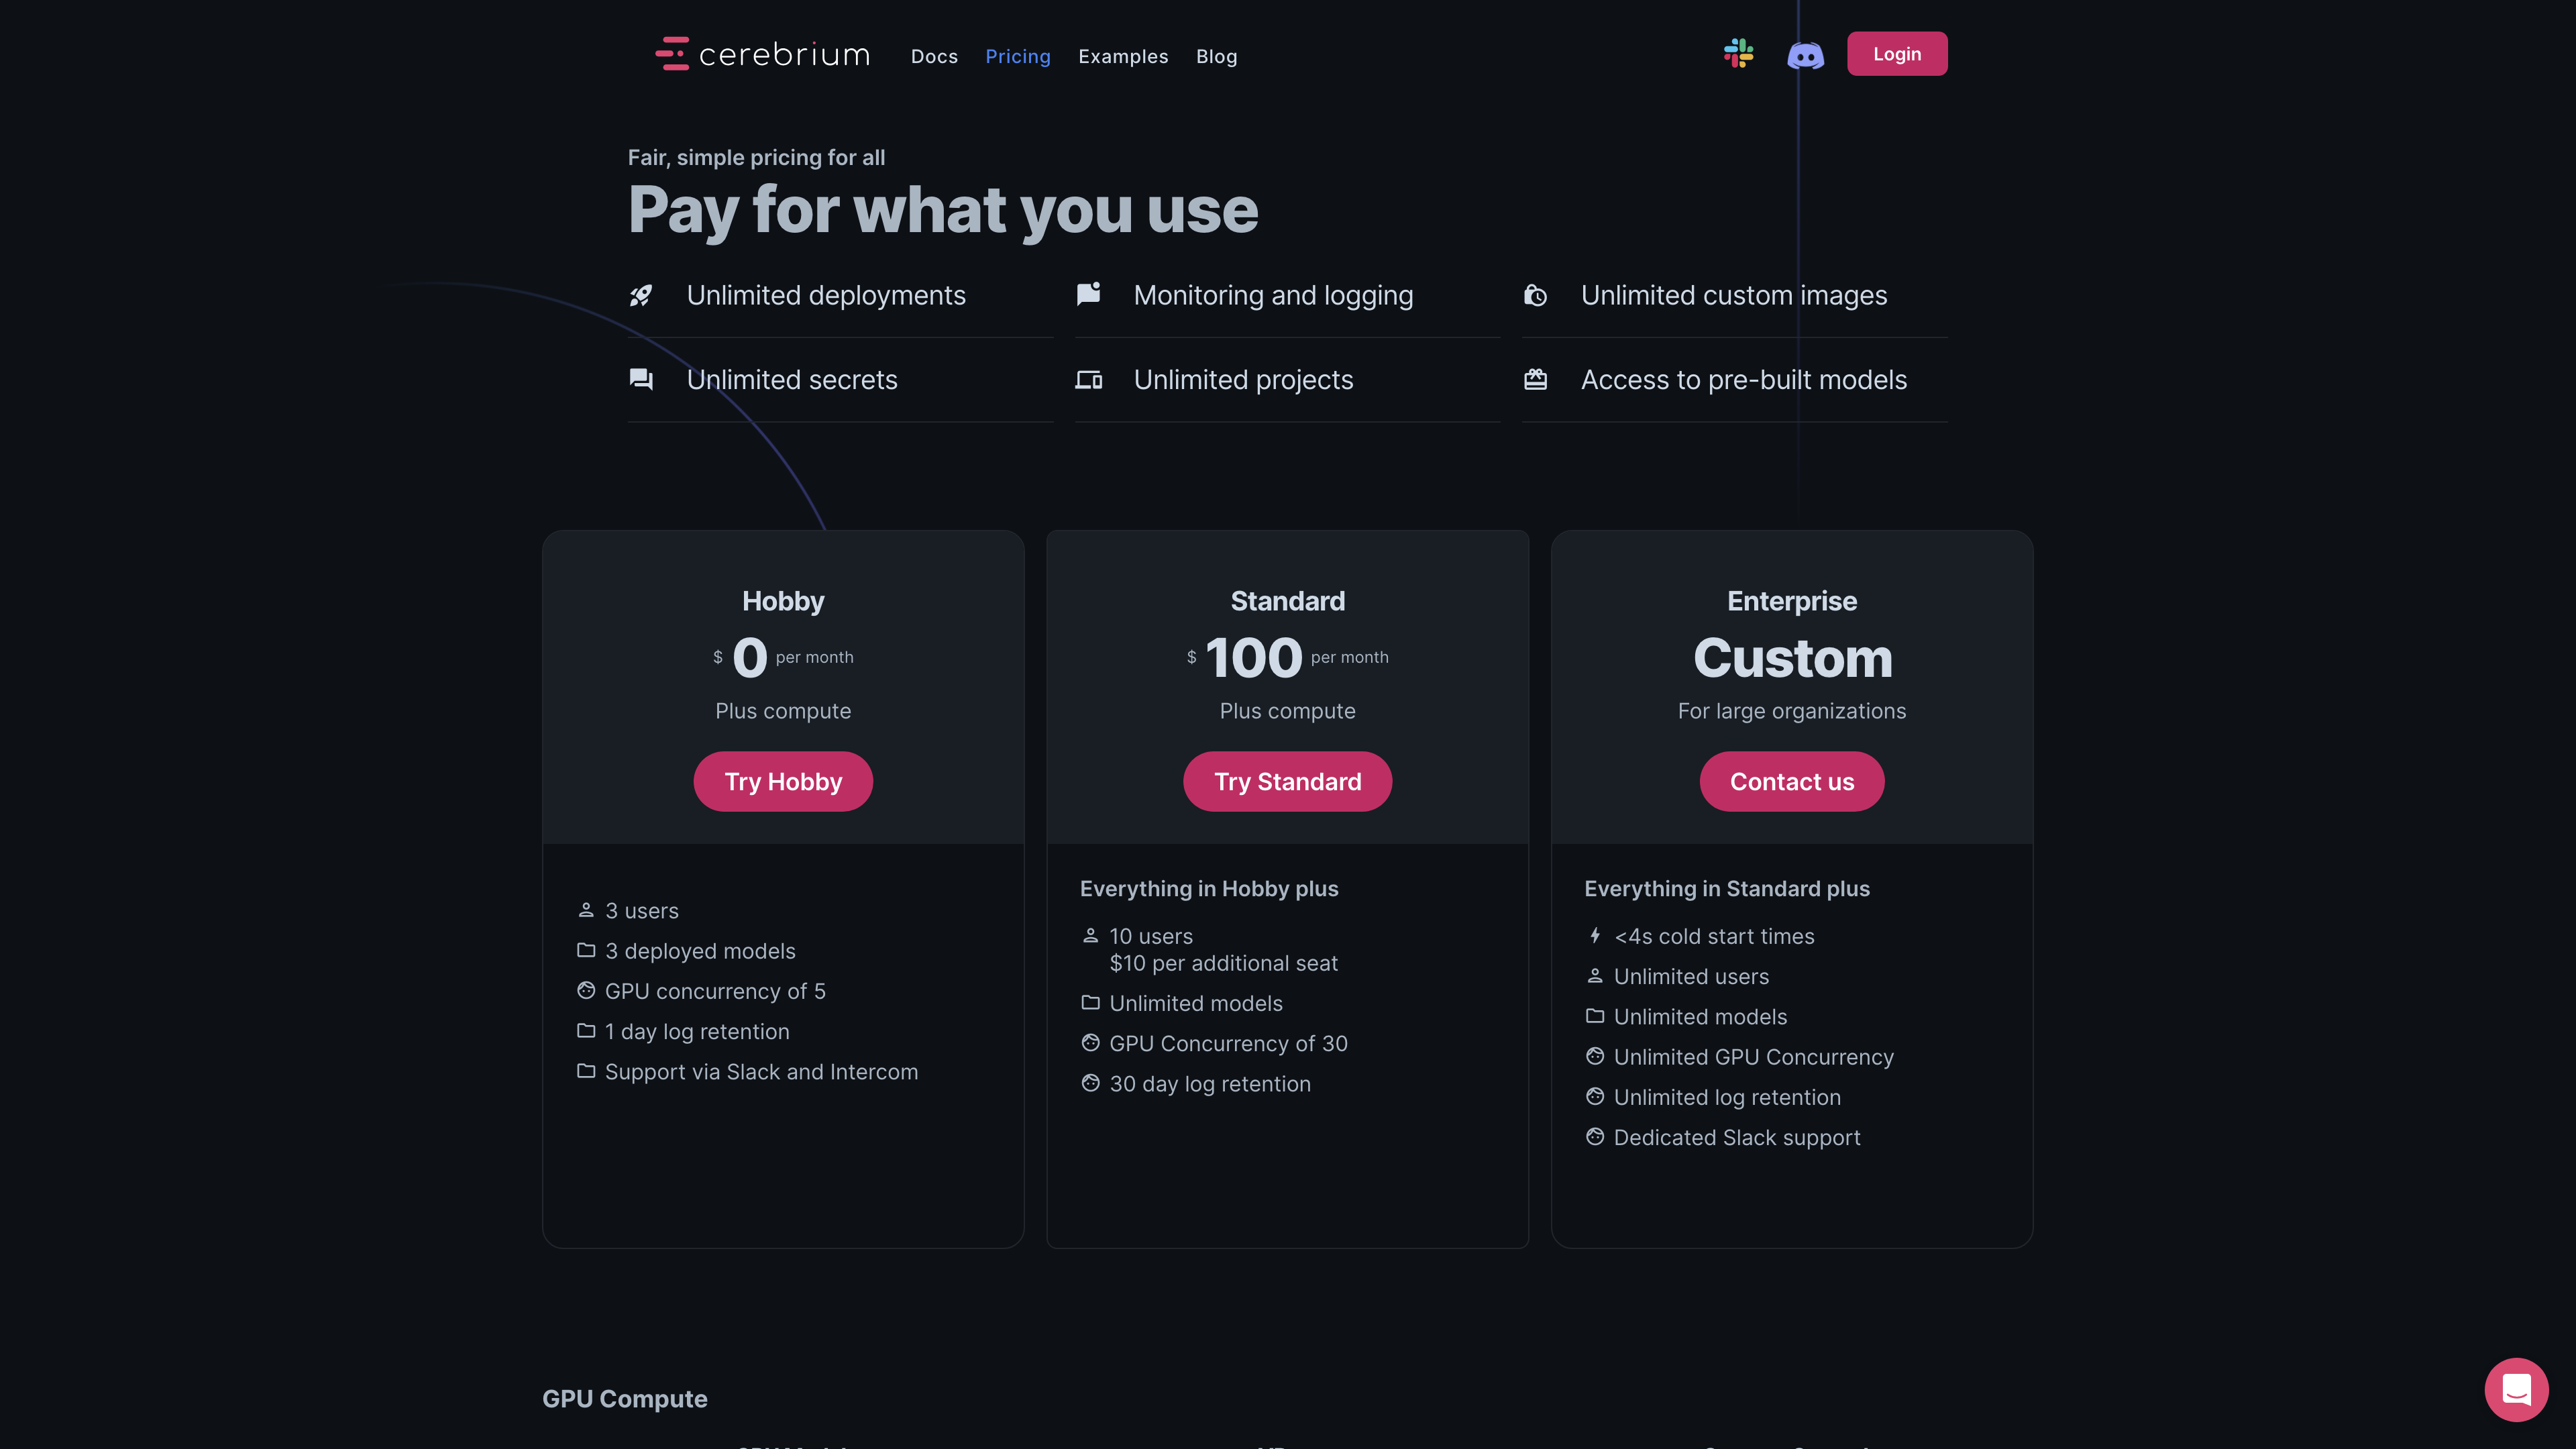 cerebrium
Docs
Pricing
Examples
Blog
Login
Fair, simple pricing for all
Pay for what you use
Unlimited deployments
Monitoring and logging
Unlimited custom images
Unlimited secrets
Unlimited projects
Access to pre-built models
Hobby
$ 0 per month
Plus compute
Try Hobby
3 users
3 deployed models
GPU concurrency of 5
1 day log retention
Support via Slack and Intercom
Standard
$ 100 per month
Plus compute
Try Standard
Everything in Hobby plus
10 users
$10 per additional seat
Unlimited models
GPU Concurrency of 30
30 day log retention
Enterprise
Custom
For large organizations
Contact us
Everything in Standard plus
<4s cold start times
Unlimited users
Unlimited models
Unlimited GPU Concurrency
Unlimited log retention
Dedicated Slack support
GPU Compute